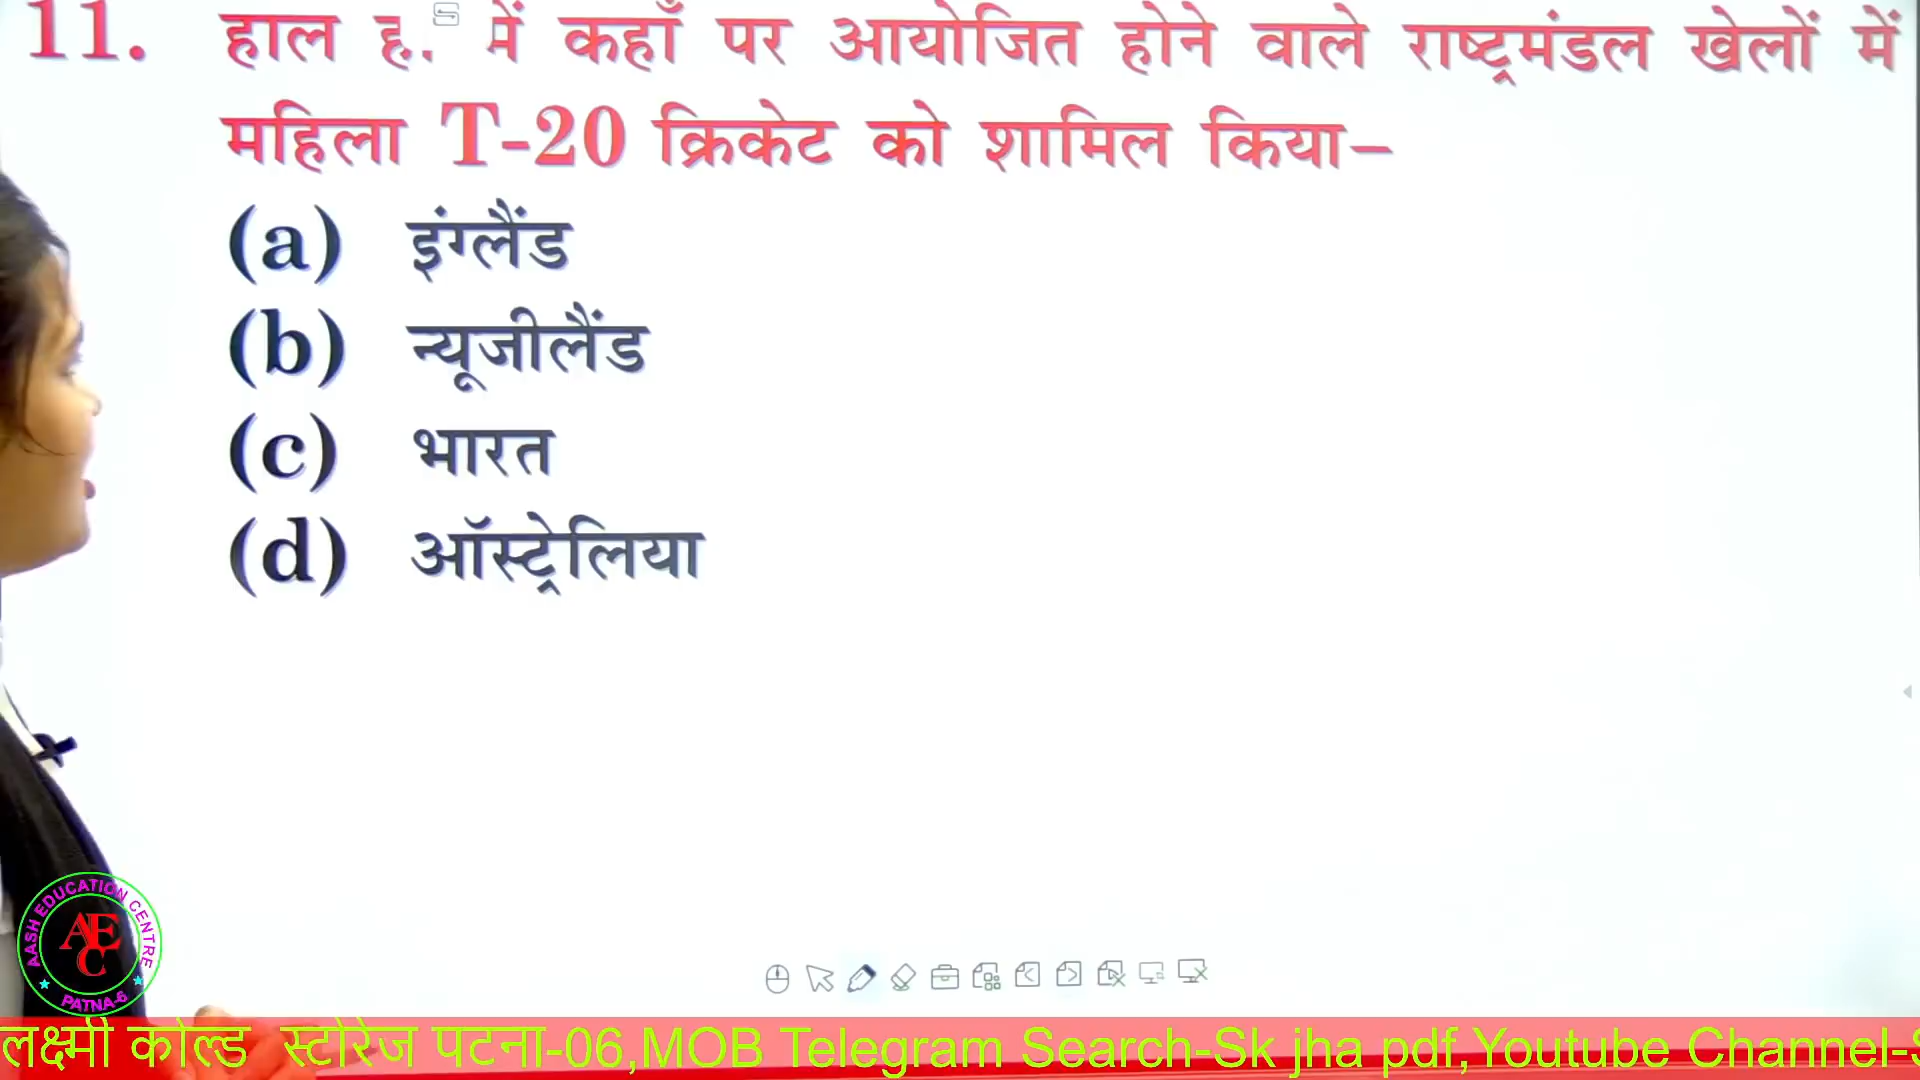 11. हाल ही में कहाँ पर आयोजित होने वाले राष्ट्रमंडल खेलों में
महिला T-20 क्रिकेट को शामिल किया–
(a) इंग्लैंड
(b) न्यूजीलैंड
(c) भारत
(d) ऑस्ट्रेलिया
AASH EDUCATION CENTRE
AEC
PATNA-6
लक्ष्मी कोल्ड स्टोरेज पटना-06,MOB Telegram Search-Sk jha pdf,Youtube Channel-S